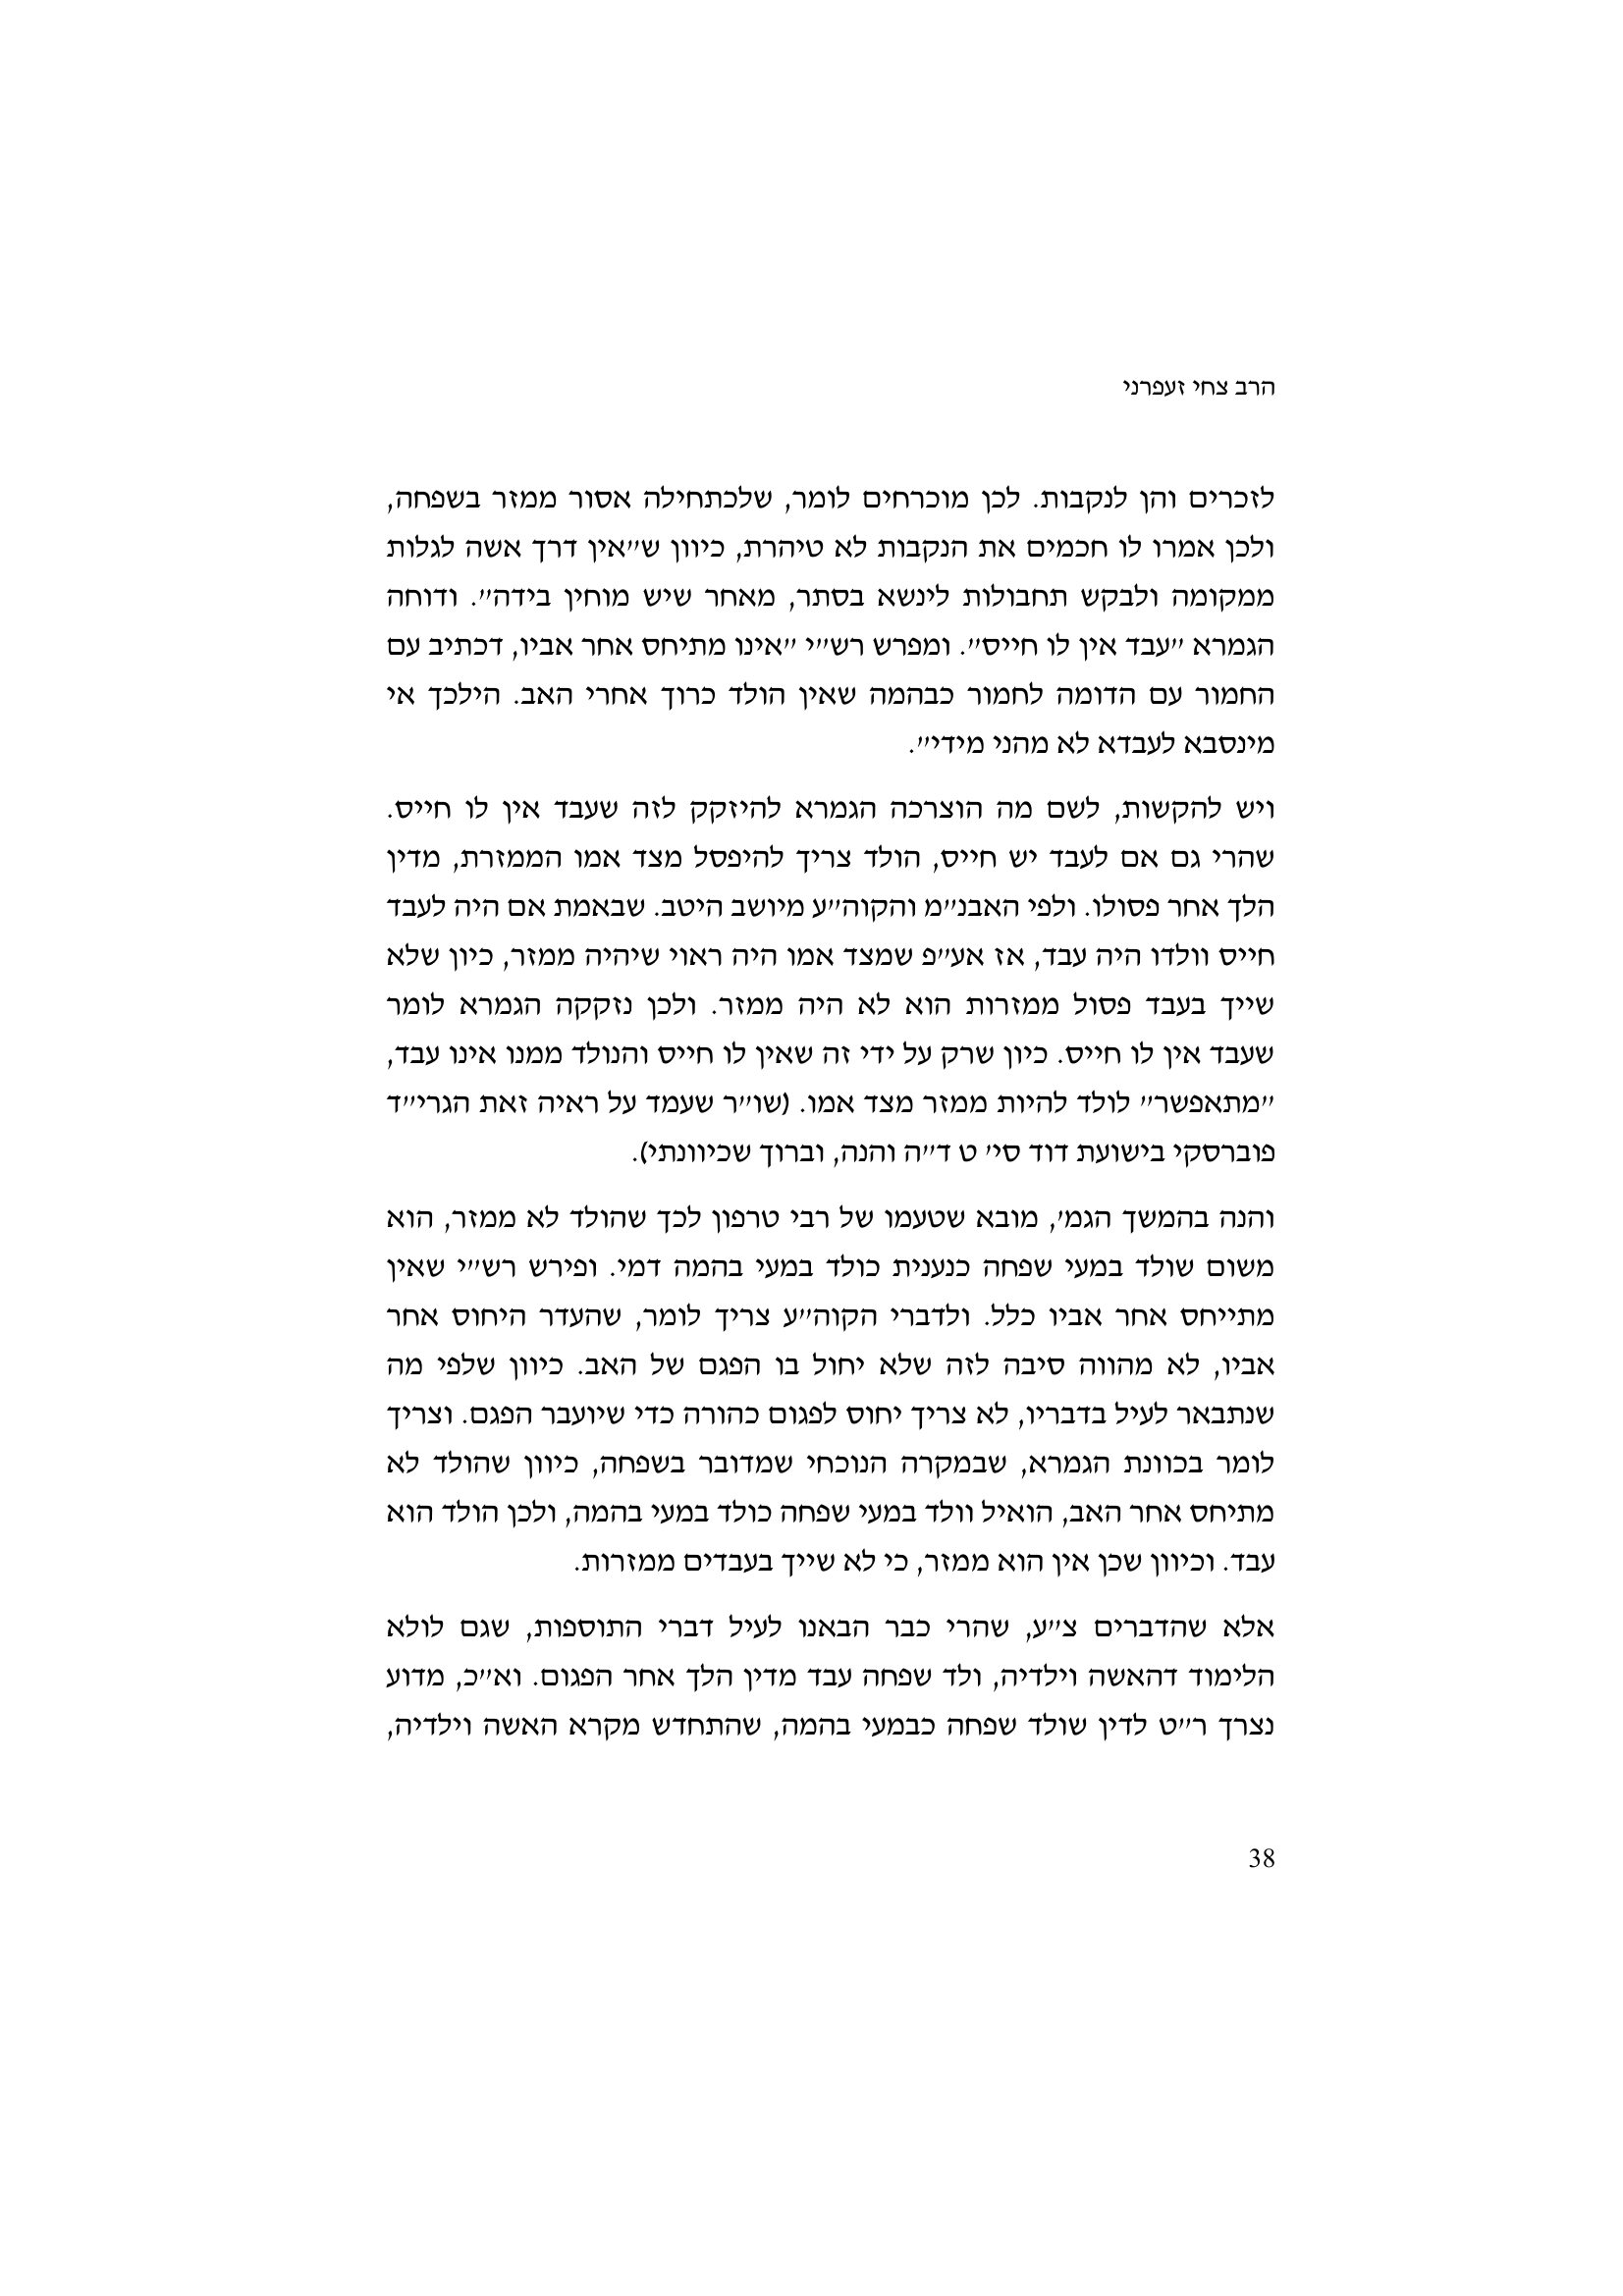 הרב צחי זעפרני
לזכרים והן לנקבות. לכן מוכרחים לומר, שלכתחילה אסור ממזר בשפחה,
ולכן אמרו לו חכמים את הנקבות לא טיהרת, כיוון ש״אין דרך אשה לגלות
ממקומה ולבקש תחבולות לינשא בסתר, מאחר שיש מוחין בידה״. ודוחה
הגמרא ״עבד אין לו חייס״. ומפרש רש״י ״אינו מתיחס אחר אביו, דכתיב עם
החמור עם הדומה לחמור כבהמה שאין הולד כרוך אחרי האב. הילכך אי
מינסבא לעבדא לא מהני מידי״.
ויש להקשות, לשם מה הוצרכה הגמרא להיזקק לזה שעבד אין לו חייס.
שהרי גם אם לעבד יש חייס, הולד צריך להיפסל מצד אמו הממזרת, מדין
הלך אחר פסולו. ולפי האבנ״מ והקוה״ע מיושב היטב. שבאמת אם היה לעבד
חייס וולדו היה עבד, אז אע״פ שמצד אמו היה ראוי שיהיה ממזר, כיון שלא
שייך בעבד פסול ממזרות הוא לא היה ממזר. ולכן נזקקה הגמרא לומר
שעבד אין לו חייס. כיון שרק על ידי זה שאין לו חייס והנולד ממנו אינו עבד,
״מתאפשר״ לולד להיות ממזר מצד אמו. (שו״ר שעמד על ראיה זאת הגרי״ד
פוברסקי בישועת דוד סי׳ ט ד״ה והנה, וברוך שכיוונתי).
והנה בהמשך הגמ׳, מובא שטעמו של רבי טרפון לכך שהולד לא ממזר, הוא
משום שולד במעי שפחה כנענית כולד במעי בהמה דמי. ופירש רש״י שאין
מתייחס אחר אביו כלל. ולדברי הקוה״ע צריך לומר, שהעדר היחוס אחר
אביו, לא מהווה סיבה לזה שלא יחול בו הפגם של האב. כיוון שלפי מה
שנתבאר לעיל בדבריו, לא צריך יחוס לפגום כהורה כדי שיועבר הפגם. וצריך
לומר בכוונת הגמרא, שבמקרה הנוכחי שמדובר בשפחה, כיוון שהולד לא
מתיחס אחר האב, הואיל וולד במעי שפחה כולד במעי בהמה, ולכן הולד הוא
עבד. וכיוון שכן אין הוא ממזר, כי לא שייך בעבדים ממזרות.
אלא שהדברים צ״ע, שהרי כבר הבאנו לעיל דברי התוספות, שגם לולא
הלימוד דהאשה וילדיה, ולד שפחה עבד מדין הלך אחר הפגום. וא״כ, מדוע
נצרך ר״ט לדין שולד שפחה כבמעי בהמה, שהתחדש מקרא האשה וילדיה,
38